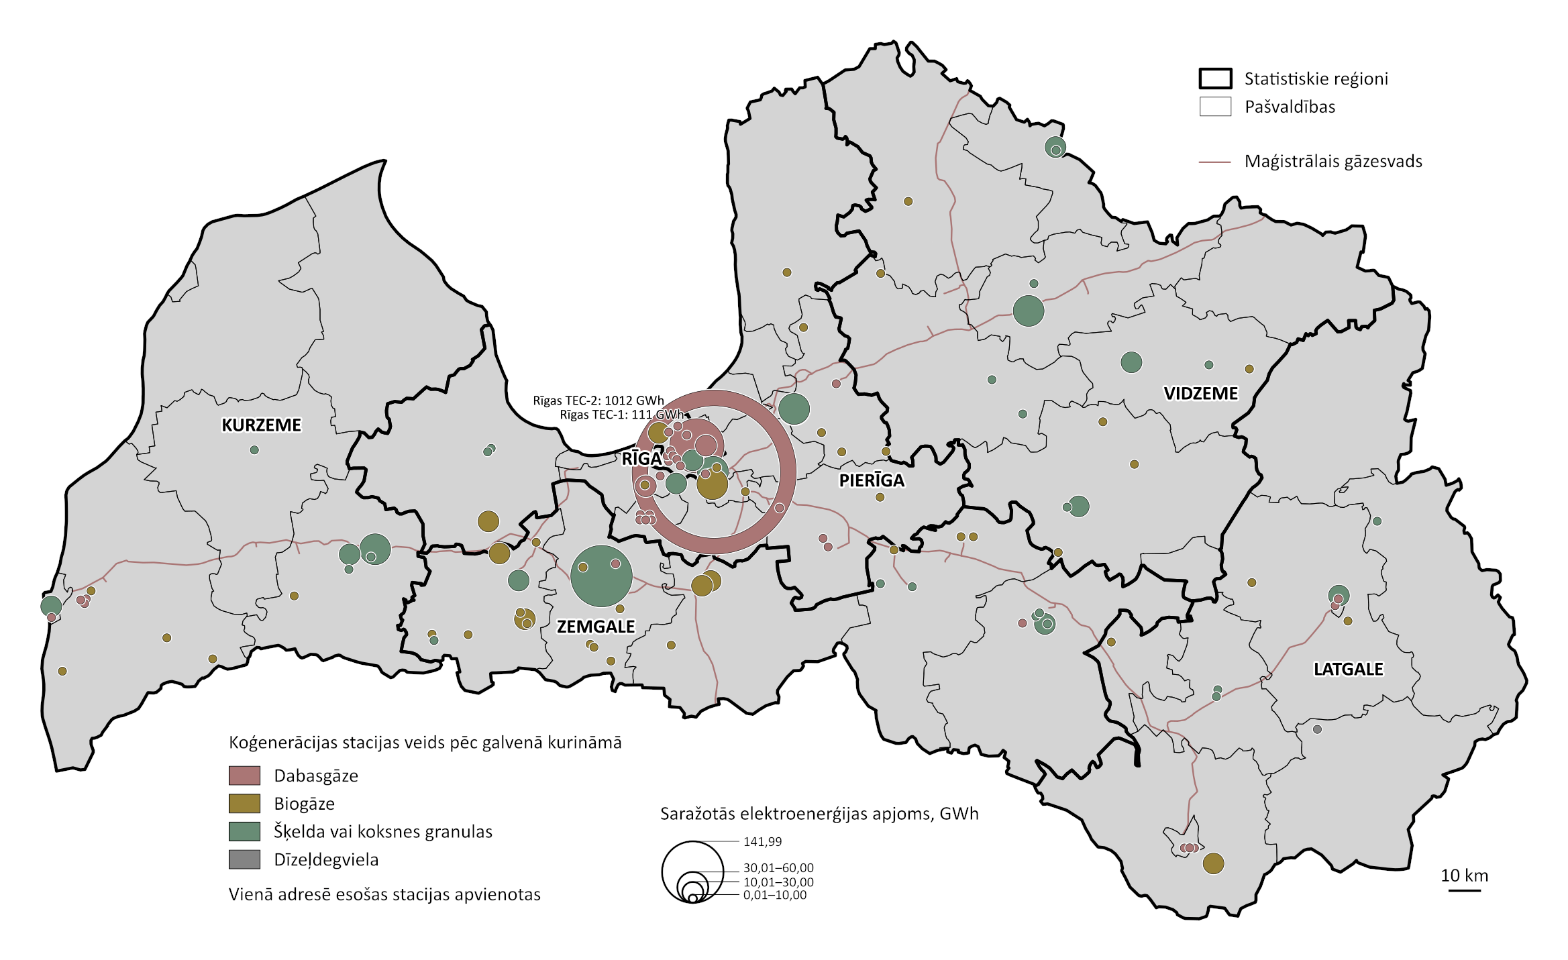 Statistiskie reģioni
Pašvaldības
Maģistrālais gāzesvads
Rīgas TEC-2: 1012 GWh
Rīgas TEC-1: 111 GWh
VIDZEME
KURZEME
RĪGA
PIERĪGA
ZEMGALE
LATGALE
Koģenerācijas stacijas veids pēc galvenā kurināmā
Dabasgāze
Biogāze
Šķelda vai koksnes granulas
Dīzeļdegviela
Vienā adresē esošas stacijas apvienotas
Saražotās elektroenerģijas apjoms, GWh
141,99
30,01–60,00
10,01–30,00
0,01–10,00
10 km